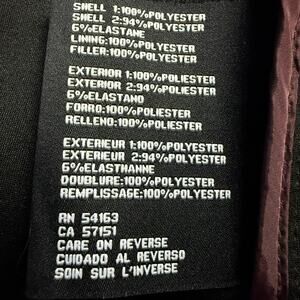 SHELL 1:100%POLYESTER
SHELL 2:94%POLYESTER
6%ELASTANE
LINING:100%POLYESTER
FILLER:100%POLYESTER
EXTERIOR 1:100%POLIESTER
EXTERIOR 2:94%POLIESTER
6%ELASTANO
FORRO:100%POLIESTER
RELLENO:100%POLIESTER
EXTERIEUR 1:100%POLYESTER
EXTERIEUR 2:94%POLYESTER
6%ELASTHANNE
DOUBLURE:100%POLYESTER
REMPLISSAGE:100%POLYESTER
RN 54163
CA 57151
CARE ON REVERSE
CUIDADO AL REVERSO
SOIN SUR L'INVERSE